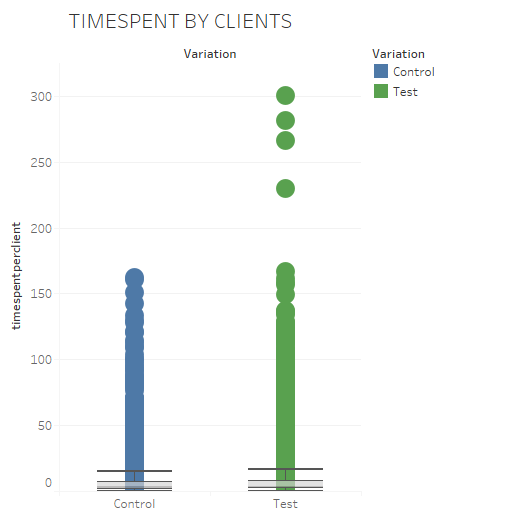 TIMESPENT BY CLIENTS
Variation
Variation
Control
Test
300
250
200
150
100
50
0
timespentperclient
Control
Test